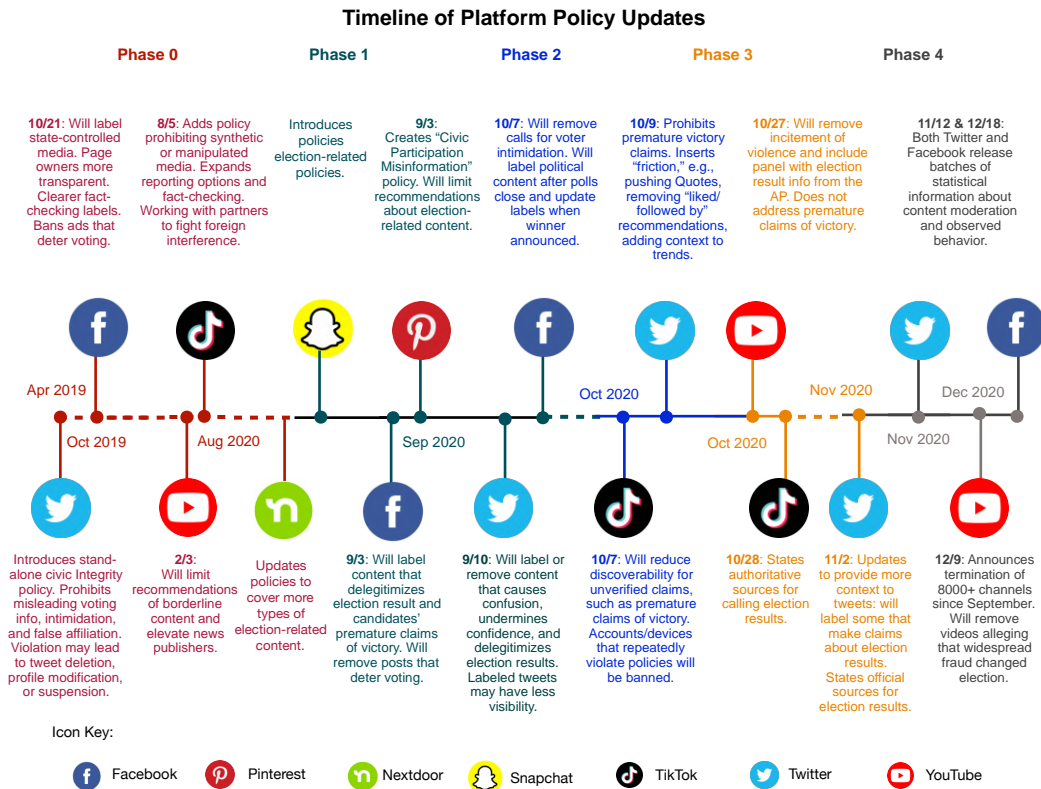 Timeline of Platform Policy Updates
Phase 0
Phase 1
Phase 2
Phase 3
Phase 4
10/21: Will label
state-controlled
media. Page
owners more
transparent.
Clearer fact-
checking labels.
Bans ads that
deter voting.
8/5: Adds policy
prohibiting synthetic
or manipulated
media. Expands
reporting options and
fact-checking.
Working with partners
to fight foreign
interference.
Introduces
policies
election-related
policies.
9/3:
Creates “Civic
Participation
Misinformation”
policy. Will limit
recommendations
about election-
related content.
10/7: Will remove
calls for voter
intimidation. Will
label political
content after polls
close and update
labels when
winner
announced.
10/9: Prohibits
premature victory
claims. Inserts
“friction,” e.g.,
pushing Quotes,
removing “liked/
followed by”
recommendations,
adding context to
trends.
10/27: Will remove
incitement of
violence and include
panel with election
result info from the
AP. Does not
address premature
claims of victory.
11/12 & 12/18:
Both Twitter and
Facebook release
batches of
statistical
information about
content moderation
and observed
behavior.
Apr 2019
Oct 2019
Aug 2020
Sep 2020
Oct 2020
Oct 2020
Nov 2020
Nov 2020
Dec 2020
Introduces stand-
alone civic Integrity
policy. Prohibits
misleading voting
info, intimidation,
and false affiliation.
Violation may lead
to tweet deletion,
profile modification,
or suspension.
2/3:
Will limit
recommendations
of borderline
content and
elevate news
publishers.
Updates
policies to
cover more
types of
election-related
content.
9/3: Will label
content that
delegitimizes
election result and
candidates’
premature claims
of victory. Will
remove posts that
deter voting.
9/10: Will label or
remove content
that causes
confusion,
undermines
confidence, and
delegitimizes
election results.
Labeled tweets
may have less
visibility.
10/7: Will reduce
discoverability for
unverified claims,
such as premature
claims of victory.
Accounts/devices
that repeatedly
violate policies will
be banned.
10/28: States
authoritative
sources for
calling election
results.
11/2: Updates
to provide more
context to
tweets: will
label some that
make claims
about election
results.
States official
sources for
election results.
12/9: Announces
termination of
8000+ channels
since September.
Will remove
videos alleging
that widespread
fraud changed
election.
Icon Key:
Facebook
Pinterest
Nextdoor
Snapchat
TikTok
Twitter
YouTube